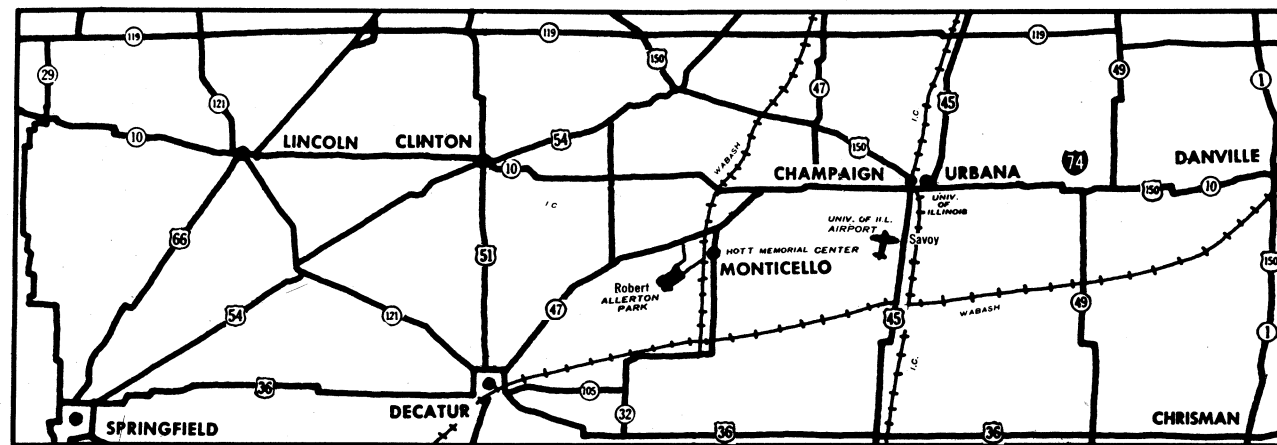 119
119
119
150
29
121
47
49
45
1
I.C.
10
LINCOLN
CLINTON
54
WABASH
150
74
DANVILLE
10
CHAMPAIGN
URBANA
150
10
UNIV. OF ILLINOIS
I C
66
51
UNIV. OF ILL.
AIRPORT
Savoy
HOTT MEMORIAL CENTER
MONTICELLO
150
Robert
ALLERTON
PARK
54
121
47
45
WABASH
49
1
I.C.
36
105
DECATUR
32
CHRISMAN
SPRINGFIELD
36
36